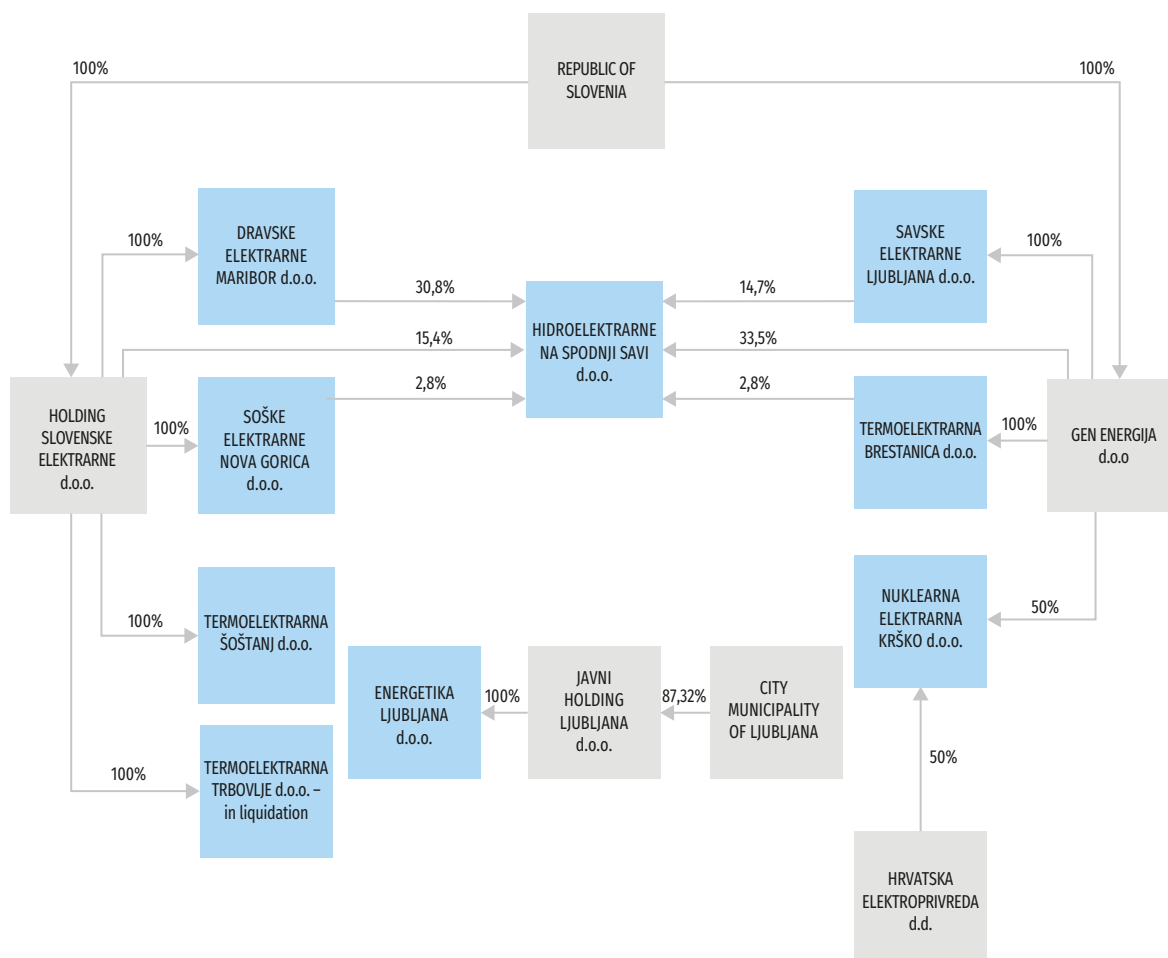 100%
REPUBLIC OF
SLOVENIA
100%
DRAVSKE
ELEKTRARNE
MARIBOR d.o.o.
SAVSKE
ELEKTRARNE
LJUBLJANA d.o.o.
100%
100%
30,8%
14,7%
HIDROELEKTRARNE
NA SPODNJI SAVI
d.o.o.
15,4%
33,5%
2,8%
2,8%
HOLDING
SLOVENSKE
ELEKTRARNE
d.o.o.
100%
SOŠKE
ELEKTRARNE
NOVA GORICA
d.o.o.
TERMOELEKTRARNA
BRESTANICA d.o.o.
100%
GEN ENERGIJA
d.o.o
100%
TERMOELEKTRARNA
ŠOŠTANJ d.o.o.
NUKLEARNA
ELEKTRARNA
KRŠKO d.o.o.
50%
ENERGETIKA
LJUBLJANA
d.o.o.
100%
JAVNI
HOLDING
LJUBLJANA
d.o.o.
87,32%
CITY
MUNICIPALITY
OF LJUBLJANA
100%
TERMOELEKTRARNA
TRBOVLJE d.o.o. –
in liquidation
50%
HRVATSKA
ELEKTROPRIVREDA
d.d.